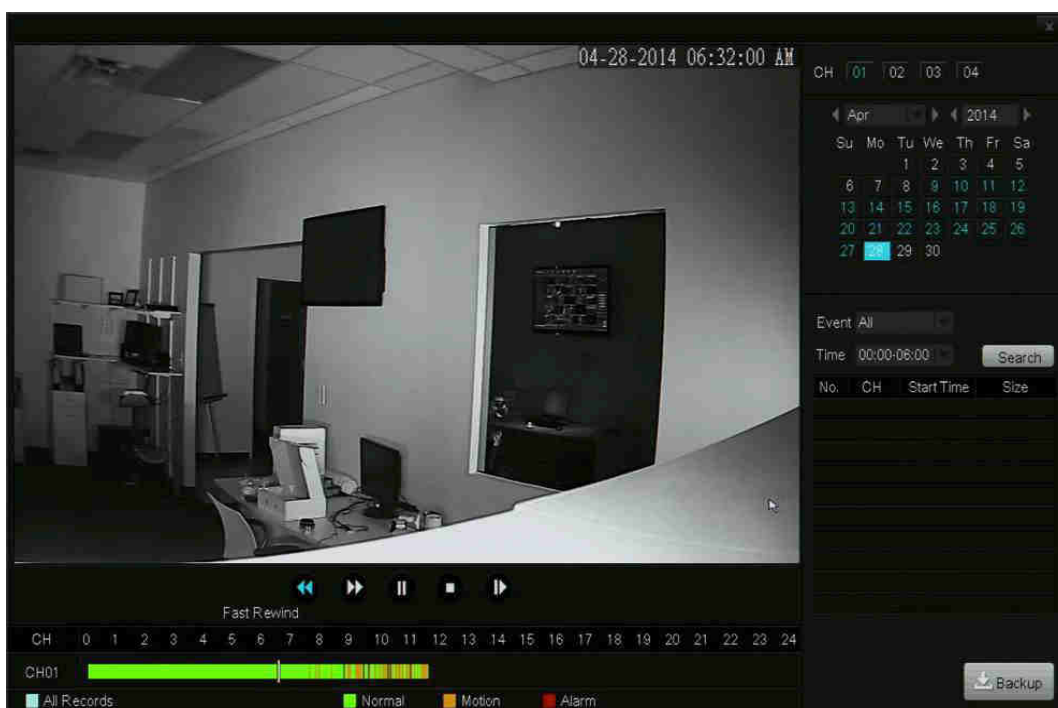 x
04-28-2014 06:32:00 AM
CH 01 02 03 04
Apr 2014
Su Mo Tu We Th Fr Sa
1 2 3 4 5
6 7 8 9 10 11 12
13 14 15 16 17 18 19
20 21 22 23 24 25 26
27 28 29 30
Event All
Time 00:00-06:00 Search
No. CH Start Time Size
Fast Rewind
CH 0 1 2 3 4 5 6 7 8 9 10 11 12 13 14 15 16 17 18 19 20 21 22 23 24
CH01
All Records Normal Motion Alarm
Backup